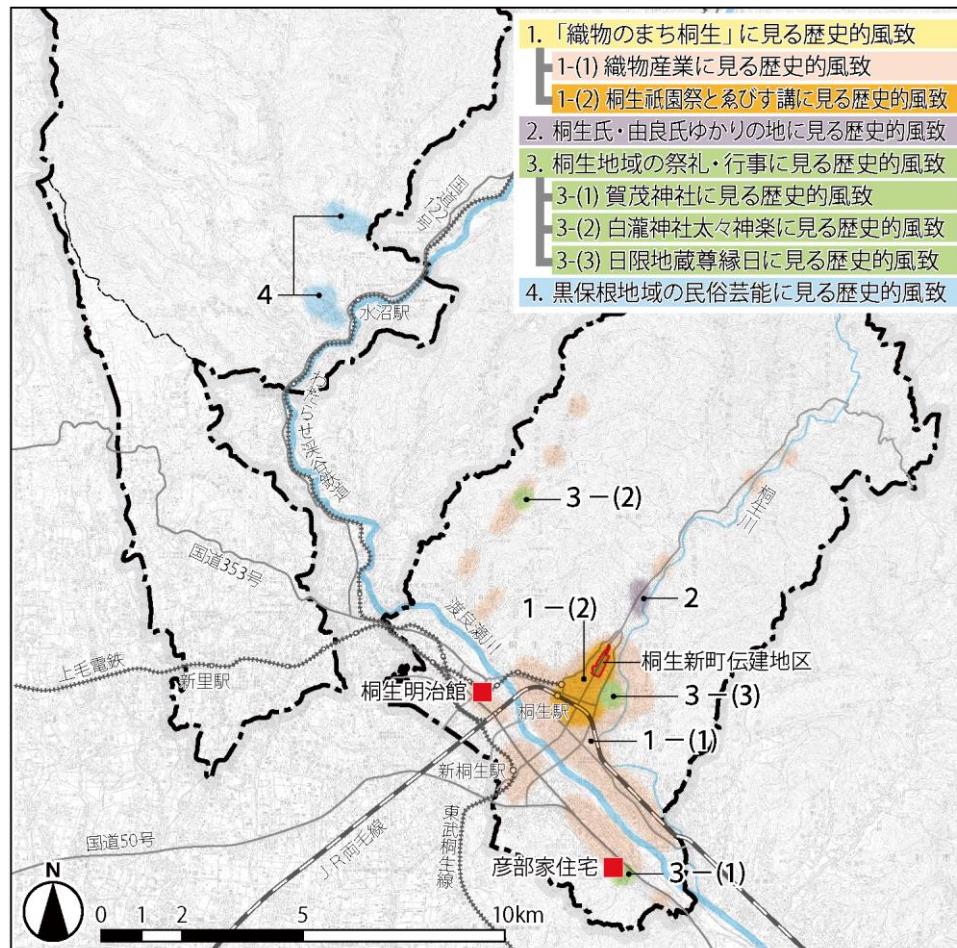 1. 「織物のまち桐生」に見る歴史的風致
1-(1) 織物産業に見る歴史的風致
1-(2) 桐生祇園祭とゑびす講に見る歴史的風致
2. 桐生氏・由良氏ゆかりの地に見る歴史的風致
3. 桐生地域の祭礼・行事に見る歴史的風致
3-(1) 賀茂神社に見る歴史的風致
3-(2) 白瀧神社太々神楽に見る歴史的風致
3-(3) 日限地蔵尊縁日に見る歴史的風致
4. 黒保根地域の民俗芸能に見る歴史的風致
国道122号
4
水沼駅
わたらせ渓谷鐵道
3－(2)
桐生川
国道353号
2
1－(2)
渡良瀬川
桐生新町伝建地区
上毛電鉄
新里駅
桐生明治館
3－(3)
桐生駅
1－(1)
新桐生駅
国道50号
JR両毛線
東武桐生線
彦部家住宅
3－(1)
N
0 1 2 5 10km